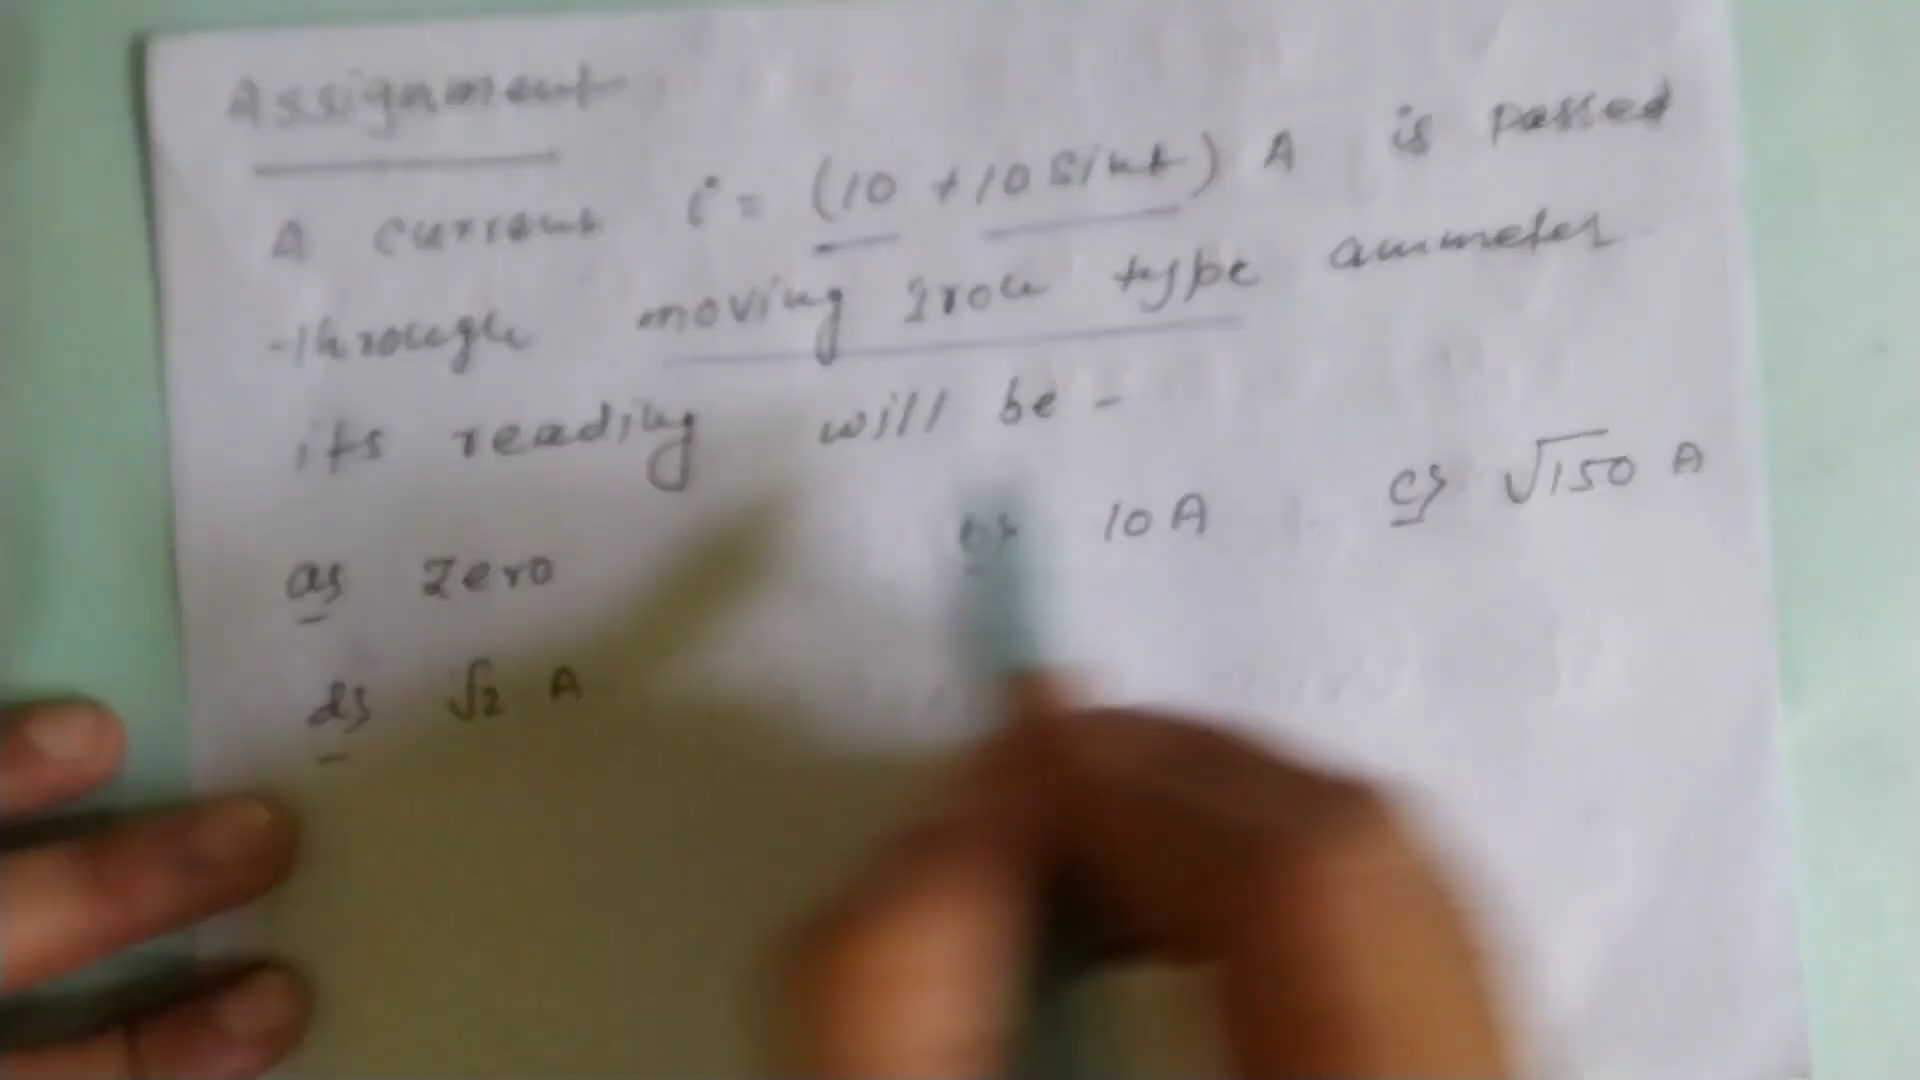 Assignment
A current i = (10 + 10 sint) A is passed
through moving Iron type ammeter
its reading will be -
a) Zero b) 10 A c) √150 A
d) √2 A